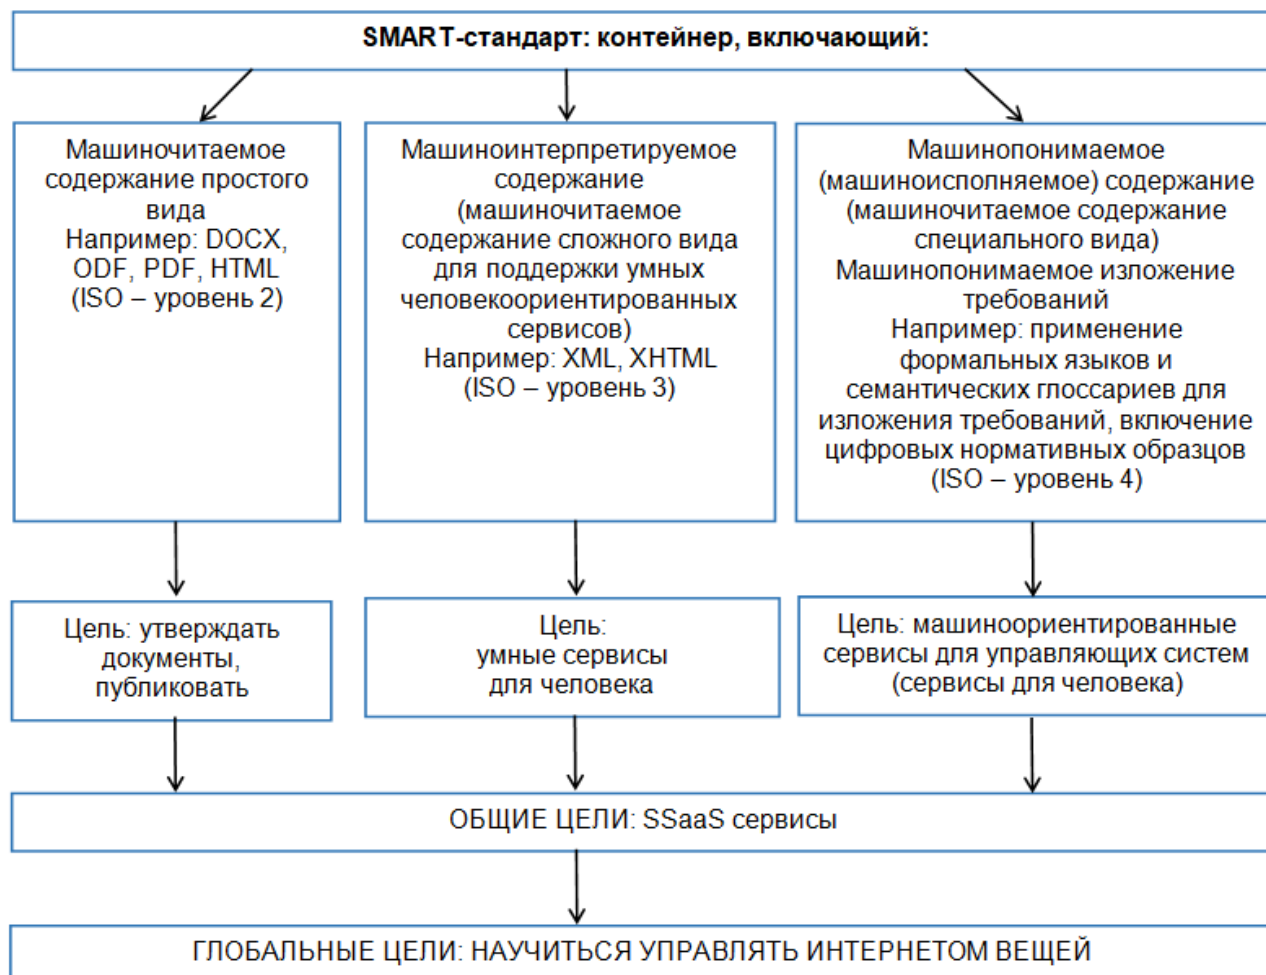 SMART-стандарт: контейнер, включающий:
Машиночитаемое
содержание простого
вида
Например: DOCX,
ODF, PDF, HTML
(ISO – уровень 2)
Машиноинтерпретируемое
содержание
(машиночитаемое
содержание сложного вида
для поддержки умных
человекоориентированных
сервисов)
Например: XML, XHTML
(ISO – уровень 3)
Машинопонимаемое
(машиноисполняемое) содержание
(машиночитаемое содержание
специального вида)
Машинопонимаемое изложение
требований
Например: применение
формальных языков и
семантических глоссариев для
изложения требований, включение
цифровых нормативных образцов
(ISO – уровень 4)
Цель: утверждать
документы,
публиковать
Цель:
умные сервисы
для человека
Цель: машиноориентированные
сервисы для управляющих систем
(сервисы для человека)
ОБЩИЕ ЦЕЛИ: SSaaS сервисы
ГЛОБАЛЬНЫЕ ЦЕЛИ: НАУЧИТЬСЯ УПРАВЛЯТЬ ИНТЕРНЕТОМ ВЕЩЕЙ